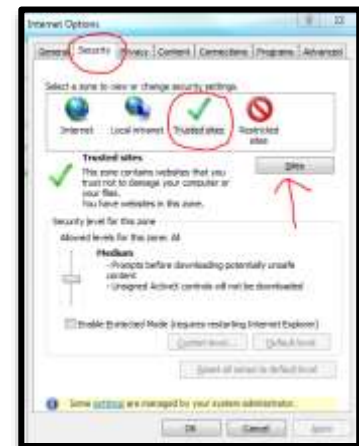 Internet Options
General Security Privacy Content Connections Programs Advanced
Select a zone to view or change security settings.
Internet Local intranet Trusted sites Restricted sites
Sites
Trusted sites
This zone contains websites that you
trust not to damage your computer or
your files.
You have websites in this zone.
Security level for this zone
Allowed levels for this zone: All
Medium
- Prompts before downloading potentially unsafe
content
- Unsigned ActiveX controls will not be downloaded
Enable Protected Mode (requires restarting Internet Explorer)
Custom level... Default level
Reset all zones to default level
Some settings are managed by your system administrator.
OK Cancel Apply